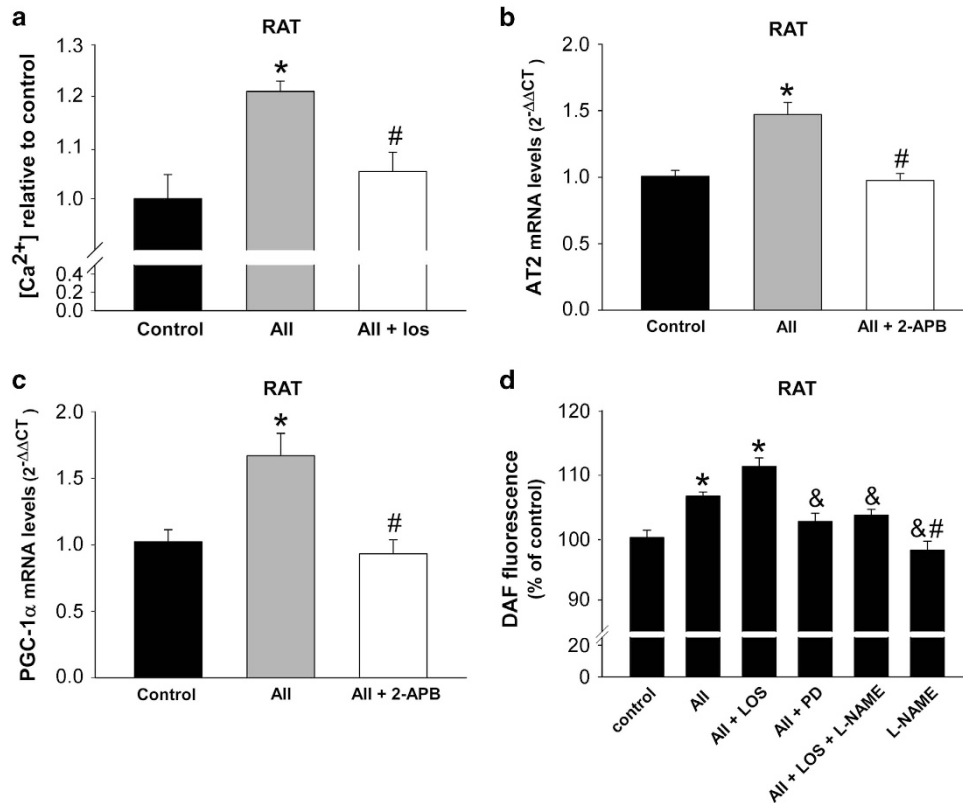 a
RAT
[Ca2+] relative to control
1.3
1.2
1.1
1.0
0.4
0.2
0.0
*
#
Control
AII
AII + los
b
RAT
AT2 mRNA levels (2-ΔΔCT)
2.0
1.5
1.0
0.5
0.0
*
#
Control
AII
AII + 2-APB
c
RAT
PGC-1α mRNA levels (2-ΔΔCT)
2.0
1.5
1.0
0.5
0.0
*
#
Control
AII
AII + 2-APB
d
RAT
DAF fluorescence
(% of control)
120
110
100
90
20
0
*
*
&
&
&#
control
AII
AII + LOS
AII + PD
AII + LOS + L-NAME
L-NAME